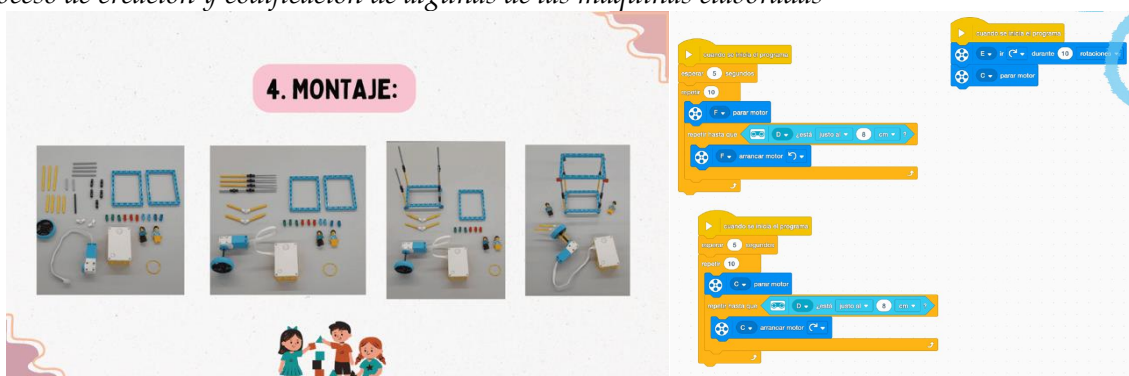 proceso de creación y codificación de algunas de las máquinas elaboradas
4. MONTAJE:
cuando se inicia el programa
esperar 5 segundos
repetir 10
F parar motor
repetir hasta que D ¿está justo a 8 cm ?
F arrancar motor
cuando se inicia el programa
esperar 5 segundos
repetir 10
C parar motor
repetir hasta que D ¿está justo a 8 cm ?
C arrancar motor
cuando se inicia el programa
E ir durante 10 rotaciones
C parar motor